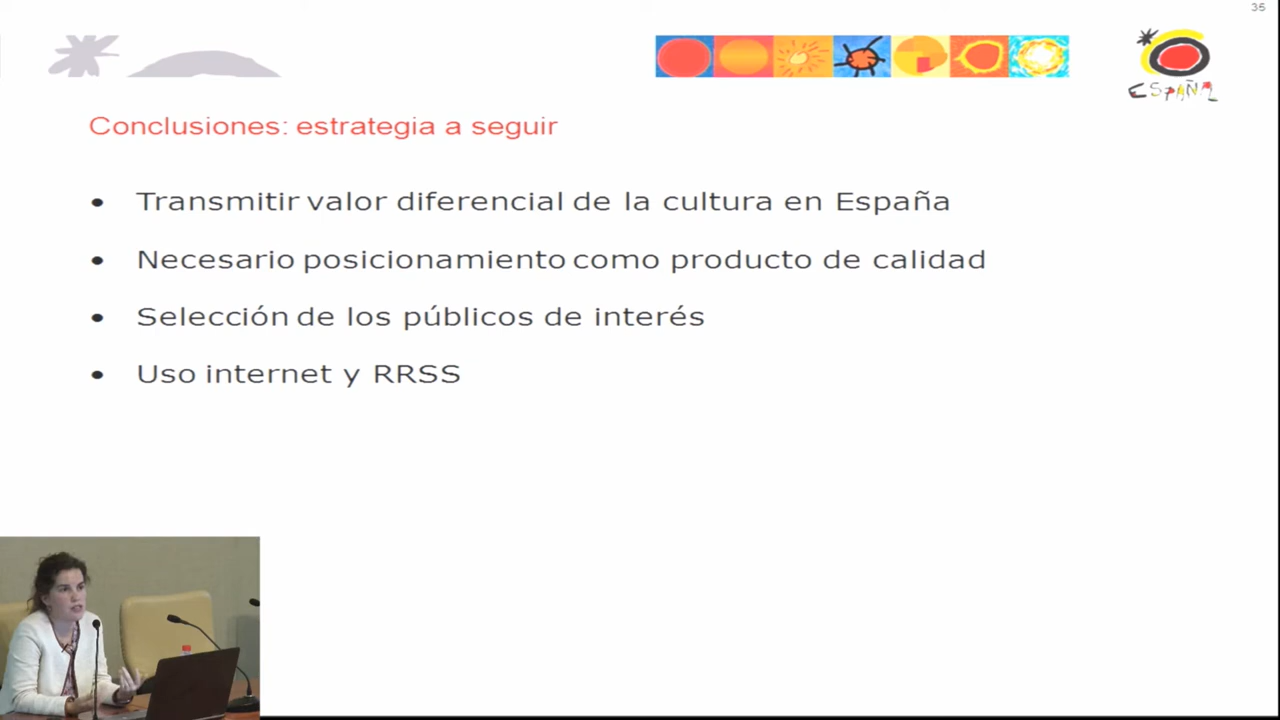 35
ESPAÑA
Conclusiones: estrategia a seguir
• Transmitir valor diferencial de la cultura en España
• Necesario posicionamiento como producto de calidad
• Selección de los públicos de interés
• Uso internet y RRSS